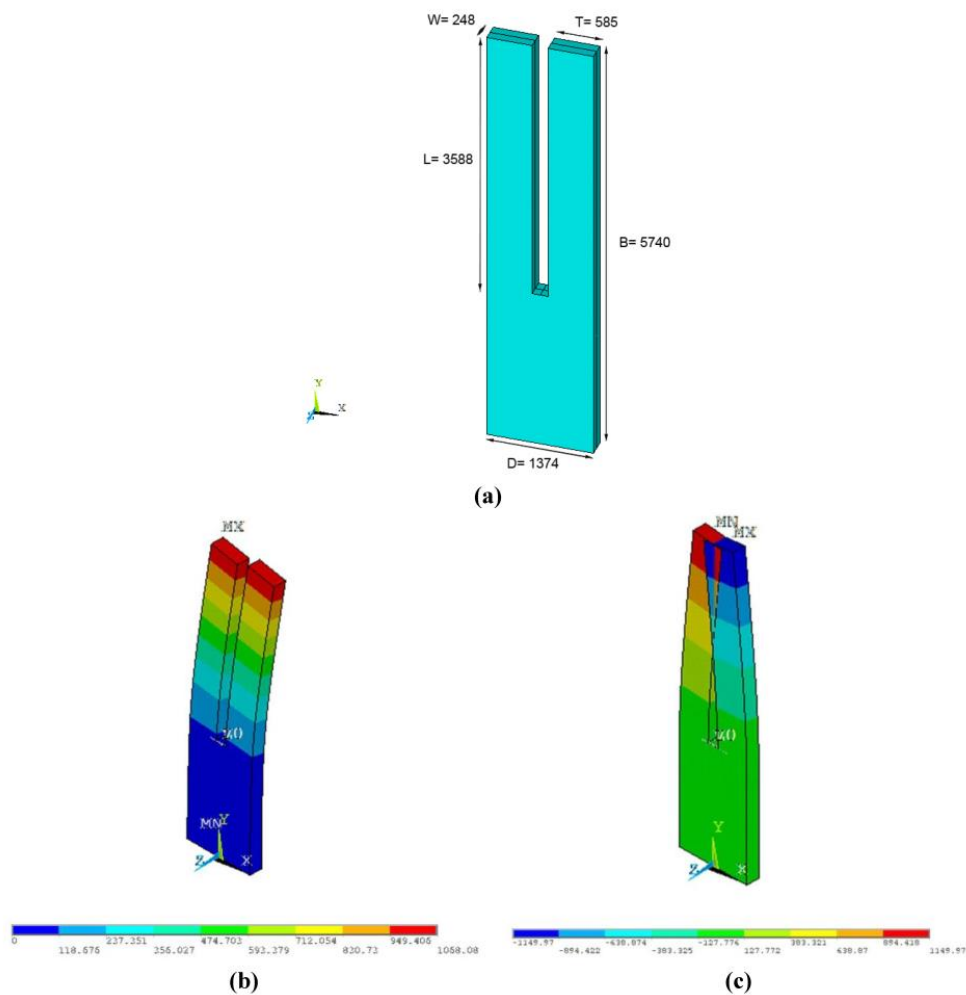 W= 248
T= 585
L= 3588
B= 5740
Y
X
Z
D= 1374
(a)
MX
MN
MX
MN
Y
Z
X
Y
Z
X
0
118.675
237.351
356.027
474.703
593.379
712.054
830.73
949.406
1068.08
-1149.97
-894.422
-638.874
-383.325
-127.776
127.772
383.321
638.87
894.418
1149.97
(b)
(c)